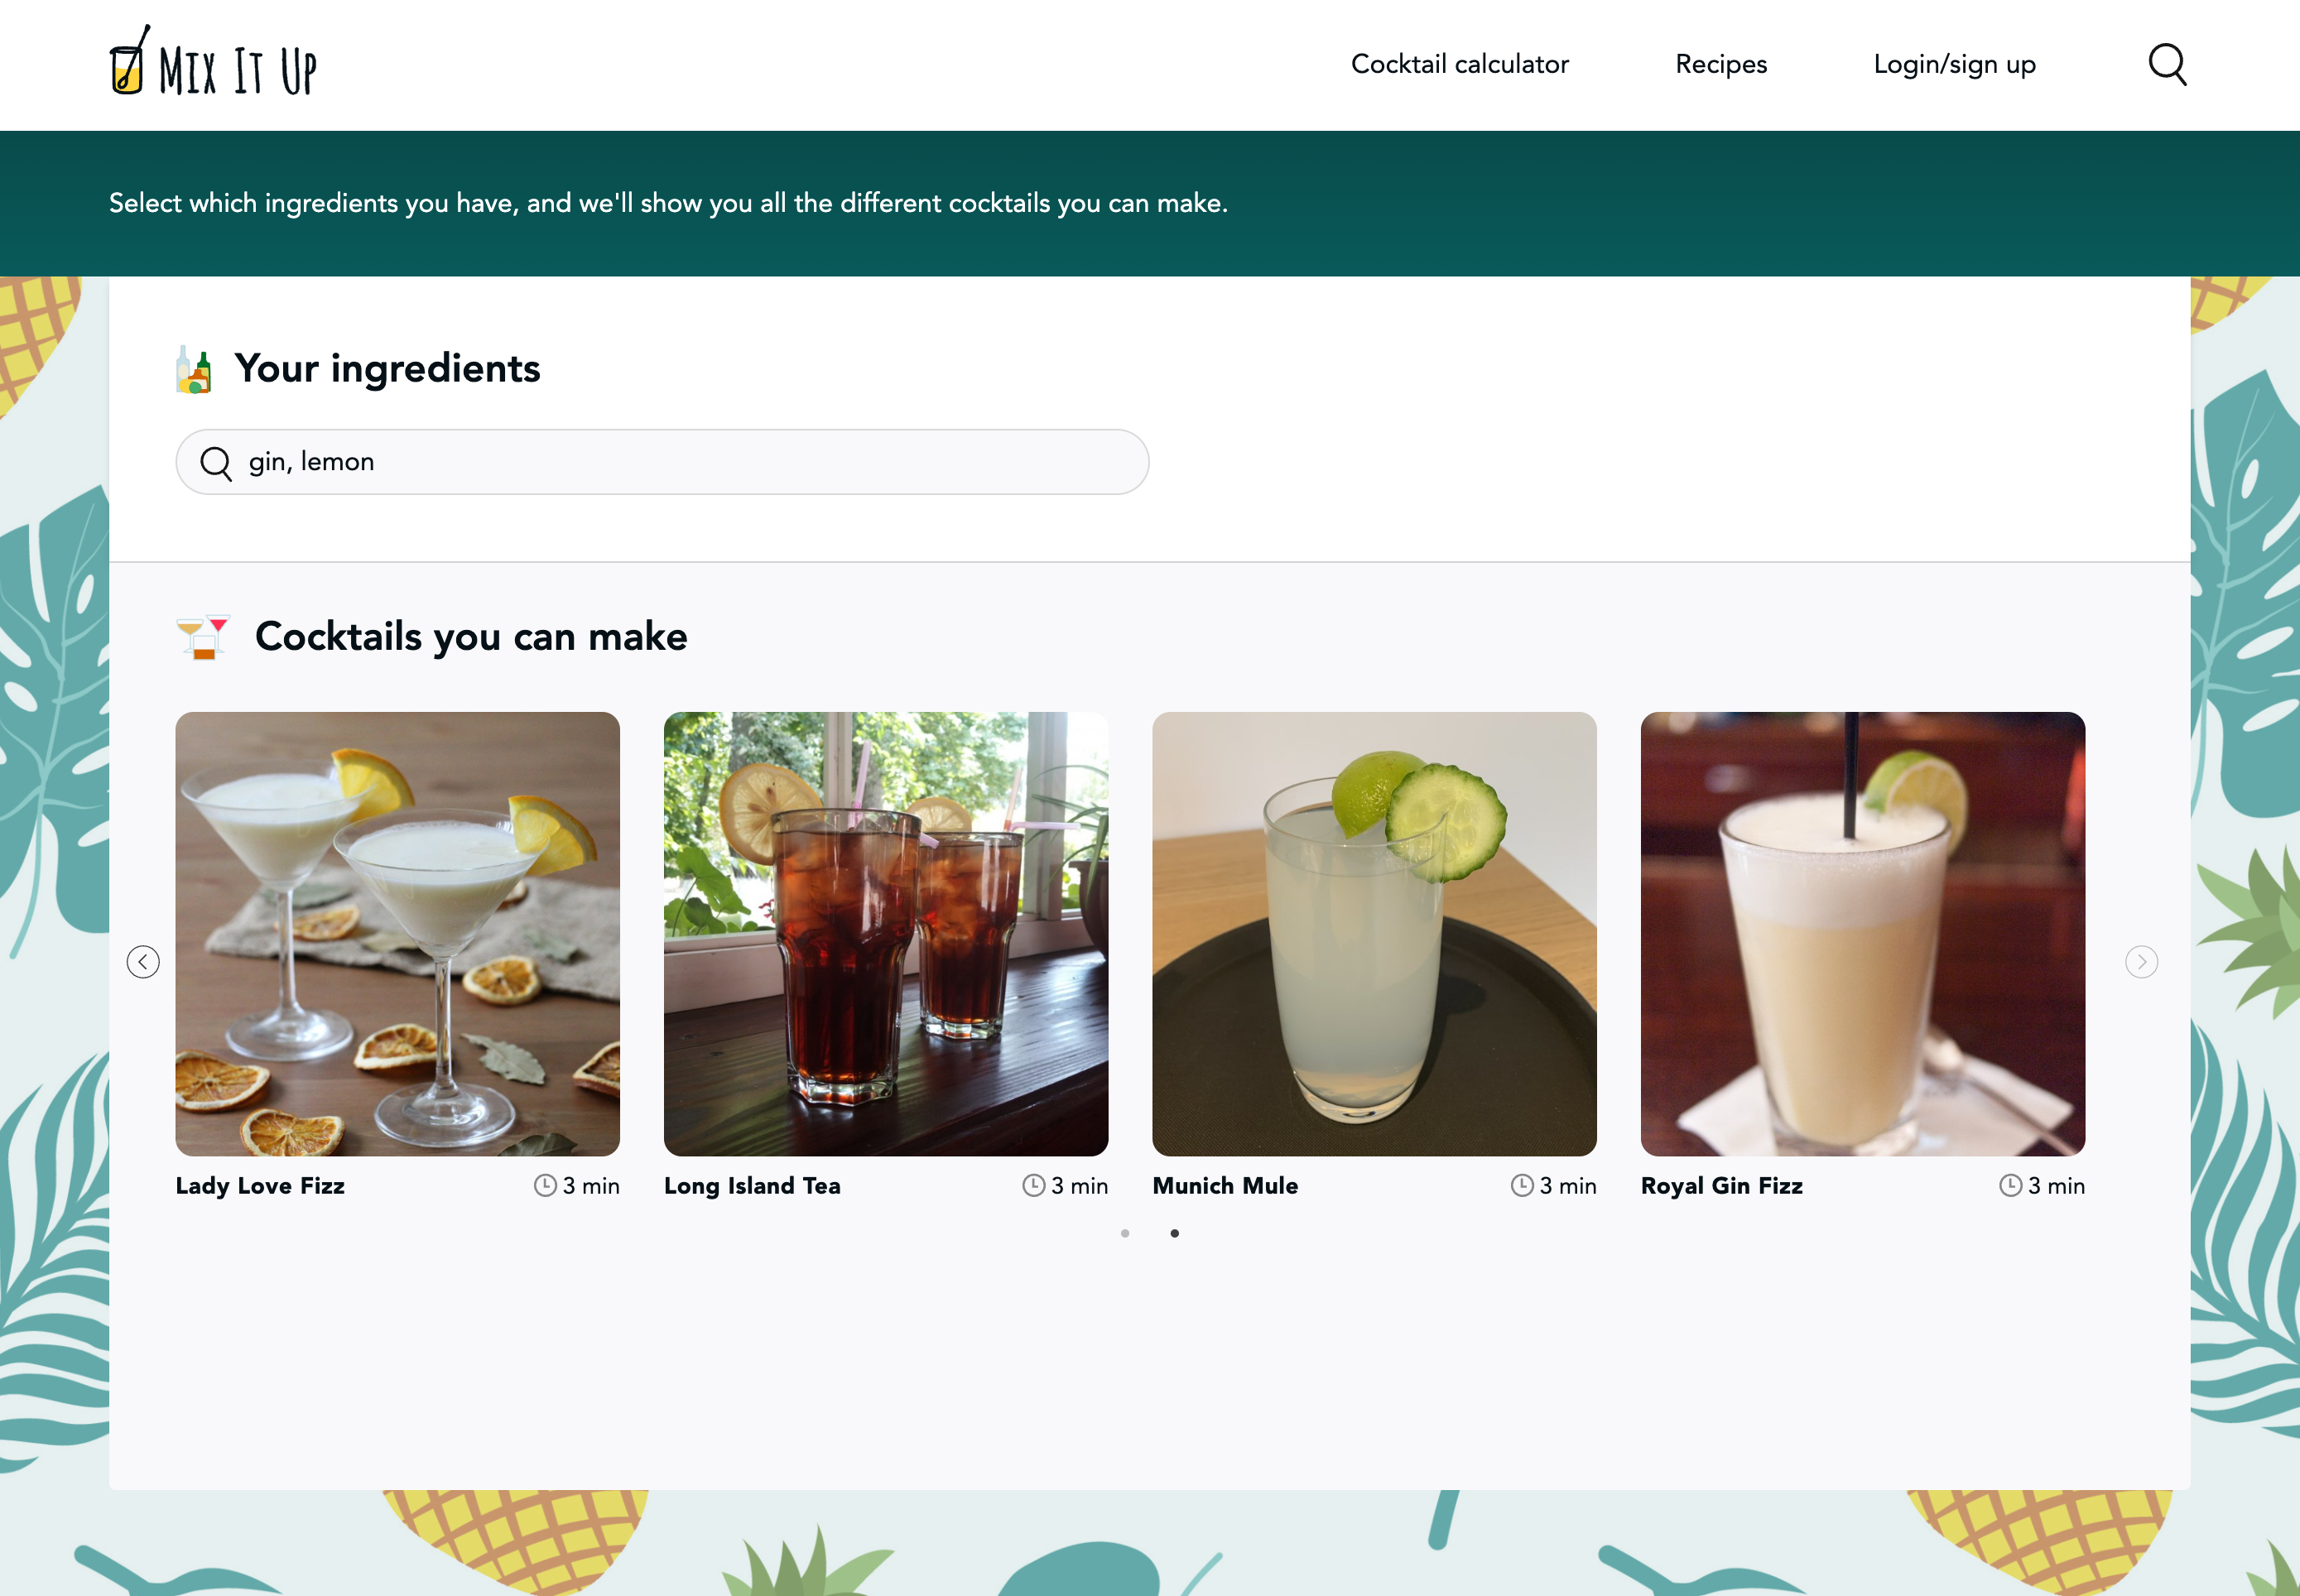 Mix It Up
Cocktail calculator
Recipes
Login/sign up
Select which ingredients you have, and we'll show you all the different cocktails you can make.
Your ingredients
gin, lemon
Cocktails you can make
Lady Love Fizz
3 min
Long Island Tea
3 min
Munich Mule
3 min
Royal Gin Fizz
3 min